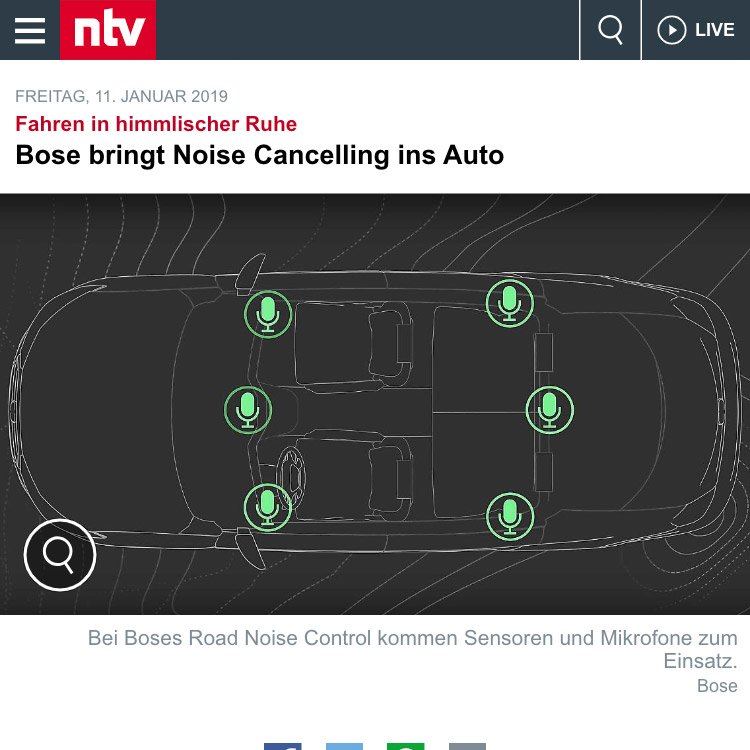 ntv
LIVE
FREITAG, 11. JANUAR 2019
Fahren in himmlischer Ruhe
Bose bringt Noise Cancelling ins Auto
Bei Boses Road Noise Control kommen Sensoren und Mikrofone zum
Einsatz.
Bose